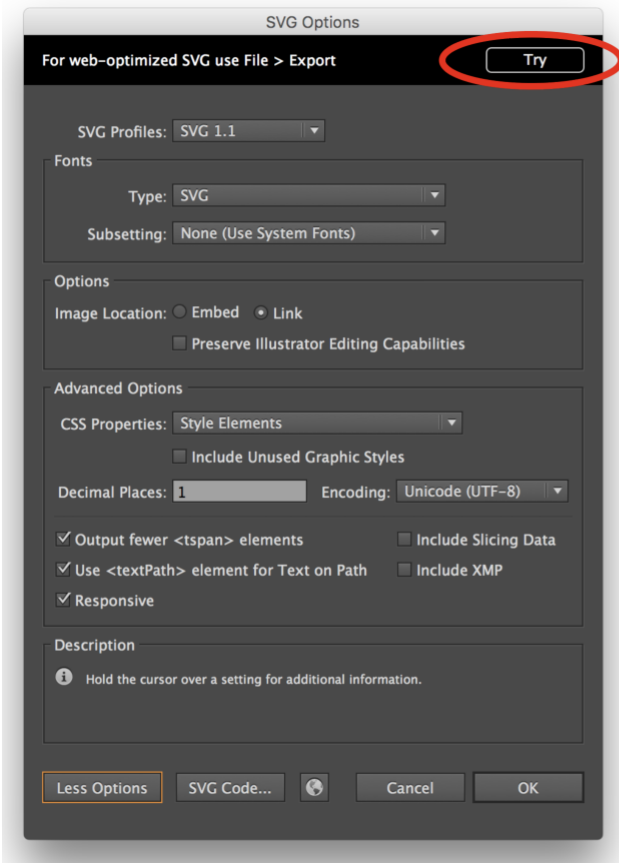 SVG Options
For web-optimized SVG use File > Export Try
SVG Profiles: SVG 1.1
Fonts
Type: SVG
Subsetting: None (Use System Fonts)
Options
Image Location: Embed Link
Preserve Illustrator Editing Capabilities
Advanced Options
CSS Properties: Style Elements
Include Unused Graphic Styles
Decimal Places: 1 Encoding: Unicode (UTF-8)
Output fewer <tspan> elements Include Slicing Data
Use <textPath> element for Text on Path Include XMP
Responsive
Description
Hold the cursor over a setting for additional information.
Less Options SVG Code... Cancel OK